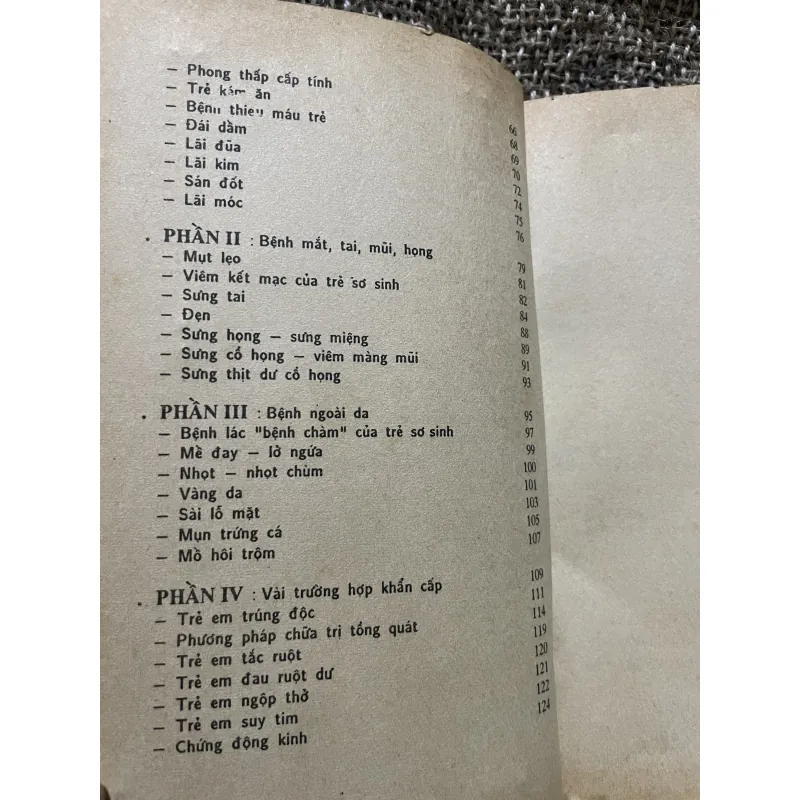 – Phong thấp cấp tính 66
– Trẻ kém ăn 68
– Bệnh thiếu máu trẻ 69
– Đái dầm 70
– Lãi đũa 72
– Lãi kim 74
– Sán đốt 75
– Lãi móc 76
. PHẦN II : Bệnh mắt, tai, mũi, họng 79
– Mụt lẹo 81
– Viêm kết mạc của trẻ sơ sinh 82
– Sưng tai 84
– Đẹn 88
– Sưng họng – sưng miệng 89
– Sưng cổ họng – viêm màng mũi 91
– Sưng thịt dư cổ họng 93
. PHẦN III : Bệnh ngoài da 95
– Bệnh lác "bệnh chàm" của trẻ sơ sinh 97
– Mề đay – lở ngứa 99
– Nhọt – nhọt chùm 100
– Vàng da 101
– Sài lỗ mặt 103
– Mụn trứng cá 105
– Mồ hôi trộm 107
. PHẦN IV : Vài trường hợp khẩn cấp 109
– Trẻ em trúng độc 111
– Phương pháp chữa trị tổng quát 114
– Trẻ em tắc ruột 119
– Trẻ em đau ruột dư 120
– Trẻ em ngộp thở 121
– Trẻ em suy tim 122
– Chứng động kinh 124